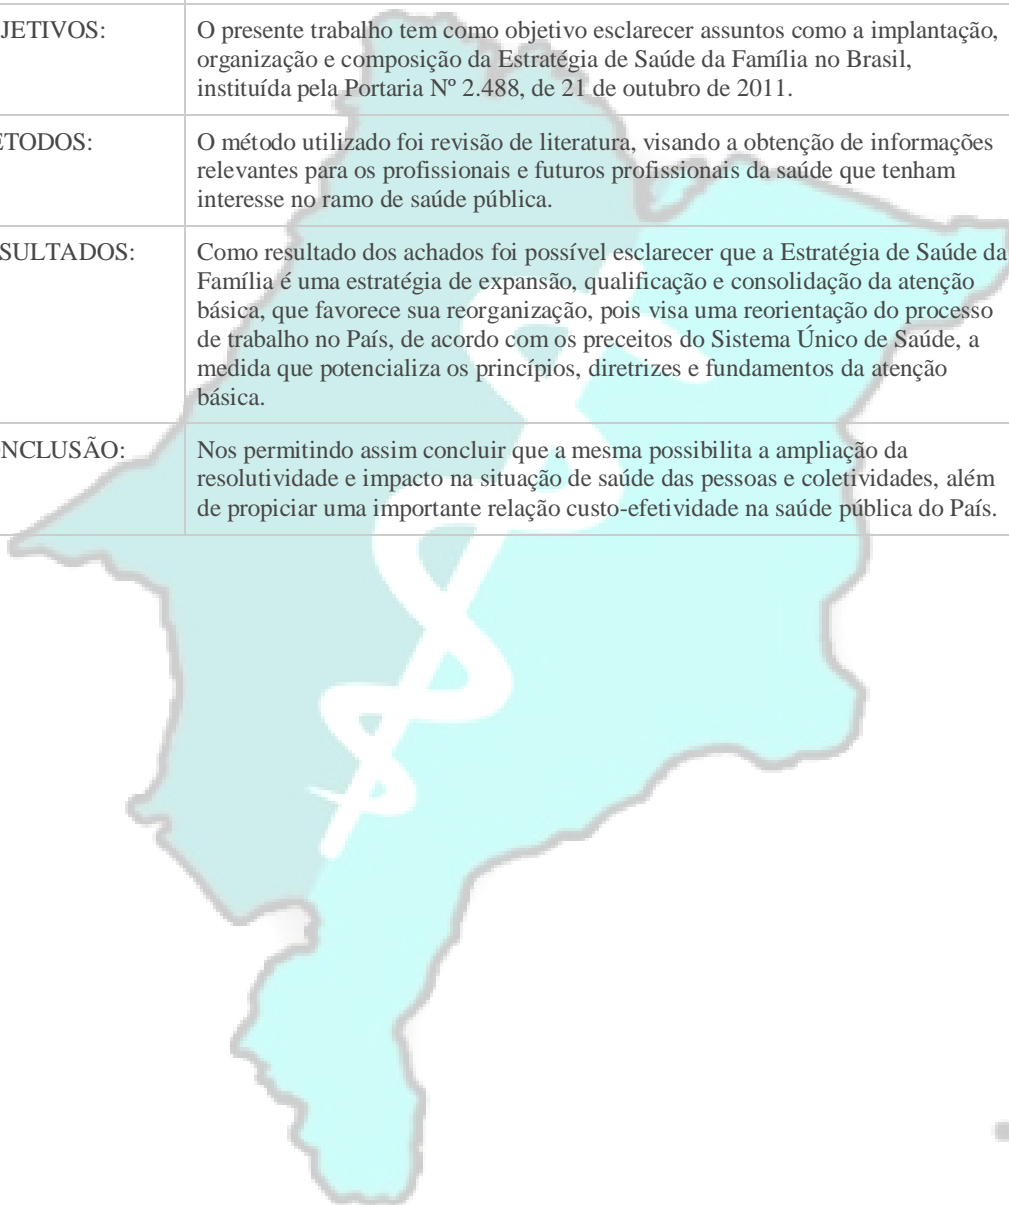 JETIVOS:
O presente trabalho tem como objetivo esclarecer assuntos como a implantação,
organização e composição da Estratégia de Saúde da Família no Brasil,
instituída pela Portaria Nº 2.488, de 21 de outubro de 2011.
ETODOS:
O método utilizado foi revisão de literatura, visando a obtenção de informações
relevantes para os profissionais e futuros profissionais da saúde que tenham
interesse no ramo de saúde pública.
SULTADOS:
Como resultado dos achados foi possível esclarecer que a Estratégia de Saúde da
Família é uma estratégia de expansão, qualificação e consolidação da atenção
básica, que favorece sua reorganização, pois visa uma reorientação do processo
de trabalho no País, de acordo com os preceitos do Sistema Único de Saúde, a
medida que potencializa os princípios, diretrizes e fundamentos da atenção
básica.
NCLUSÃO:
Nos permitindo assim concluir que a mesma possibilita a ampliação da
resolutividade e impacto na situação de saúde das pessoas e coletividades, além
de propiciar uma importante relação custo-efetividade na saúde pública do País.